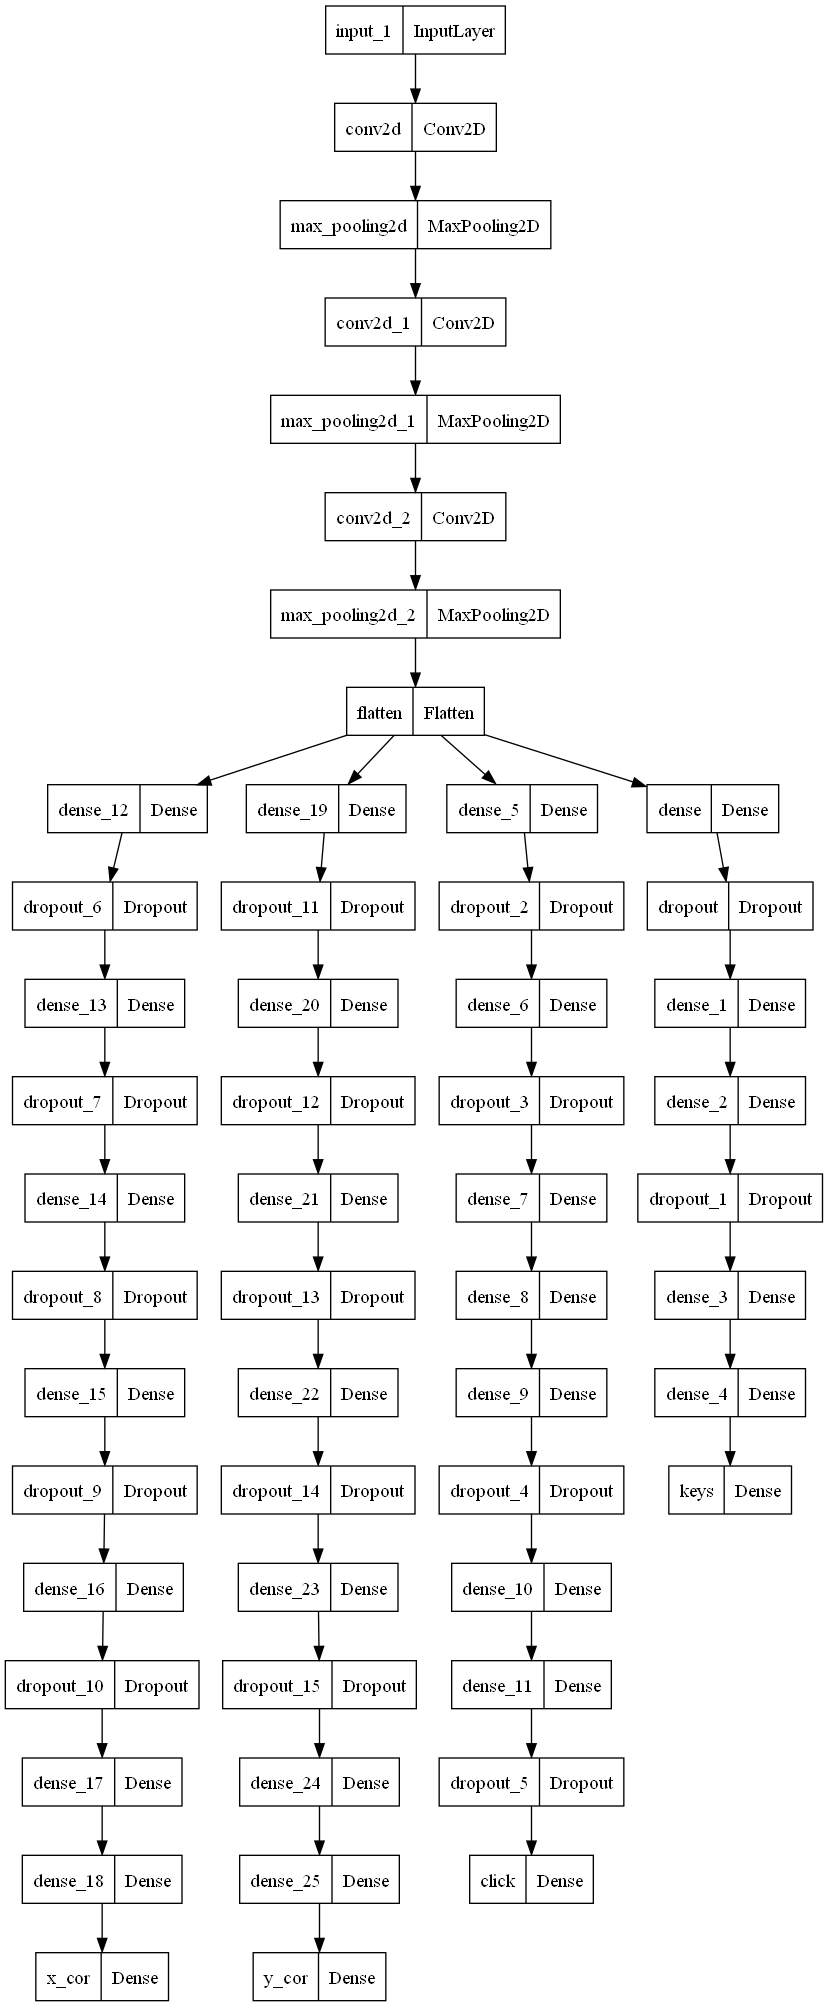 input_1 InputLayer
conv2d Conv2D
max_pooling2d MaxPooling2D
conv2d_1 Conv2D
max_pooling2d_1 MaxPooling2D
conv2d_2 Conv2D
max_pooling2d_2 MaxPooling2D
flatten Flatten
dense_12 Dense dense_19 Dense dense_5 Dense dense Dense
dropout_6 Dropout dropout_11 Dropout dropout_2 Dropout dropout Dropout
dense_13 Dense dense_20 Dense dense_6 Dense dense_1 Dense
dropout_7 Dropout dropout_12 Dropout dropout_3 Dropout dense_2 Dense
dense_14 Dense dense_21 Dense dense_7 Dense dropout_1 Dropout
dropout_8 Dropout dropout_13 Dropout dense_8 Dense dense_3 Dense
dense_15 Dense dense_22 Dense dense_9 Dense dense_4 Dense
dropout_9 Dropout dropout_14 Dropout dropout_4 Dropout keys Dense
dense_16 Dense dense_23 Dense dense_10 Dense
dropout_10 Dropout dropout_15 Dropout dense_11 Dense
dense_17 Dense dense_24 Dense dropout_5 Dropout
dense_18 Dense dense_25 Dense click Dense
x_cor Dense y_cor Dense